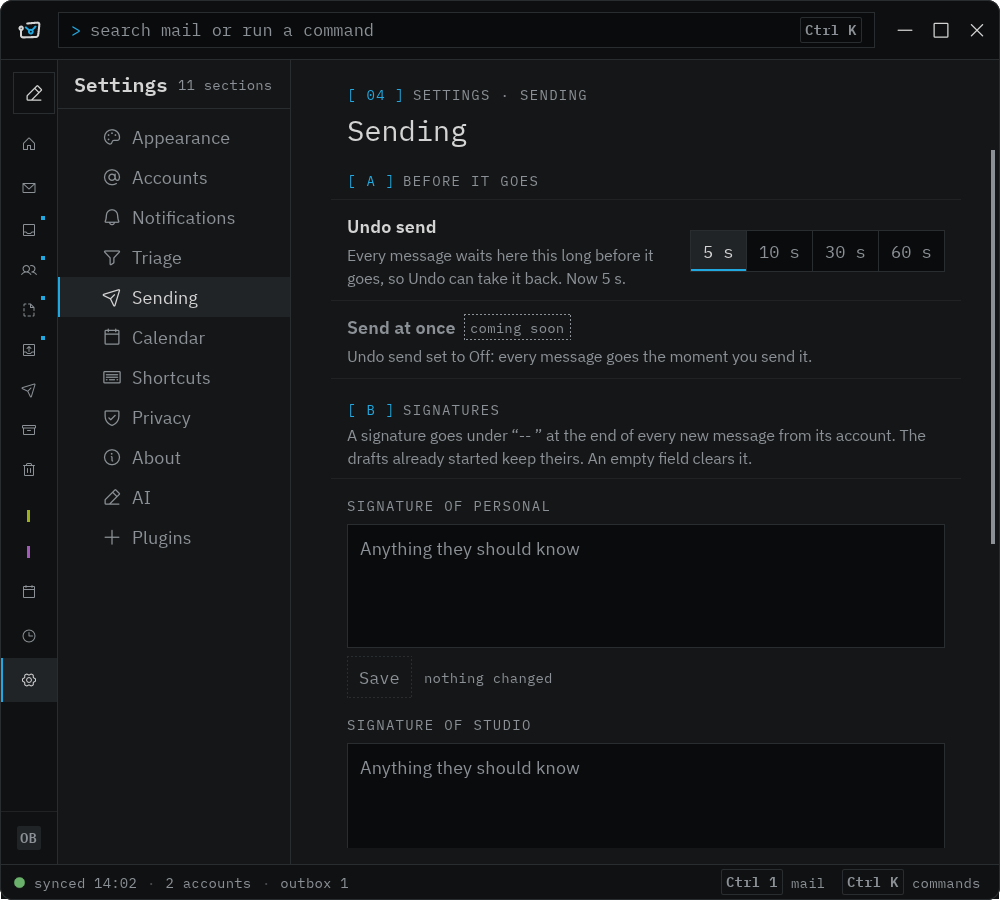 > search mail or run a command Ctrl K
Settings 11 sections
Appearance
Accounts
Notifications
Triage
Sending
Calendar
Shortcuts
Privacy
About
AI
Plugins
OB
[ 04 ] SETTINGS · SENDING
Sending
[ A ] BEFORE IT GOES
Undo send
Every message waits here this long before it
goes, so Undo can take it back. Now 5 s.
5 s 10 s 30 s 60 s
Send at once coming soon
Undo send set to Off: every message goes the moment you send it.
[ B ] SIGNATURES
A signature goes under “-- ” at the end of every new message from its account. The
drafts already started keep theirs. An empty field clears it.
SIGNATURE OF PERSONAL
Anything they should know
Save nothing changed
SIGNATURE OF STUDIO
Anything they should know
synced 14:02 · 2 accounts · outbox 1
Ctrl 1 mail Ctrl K commands